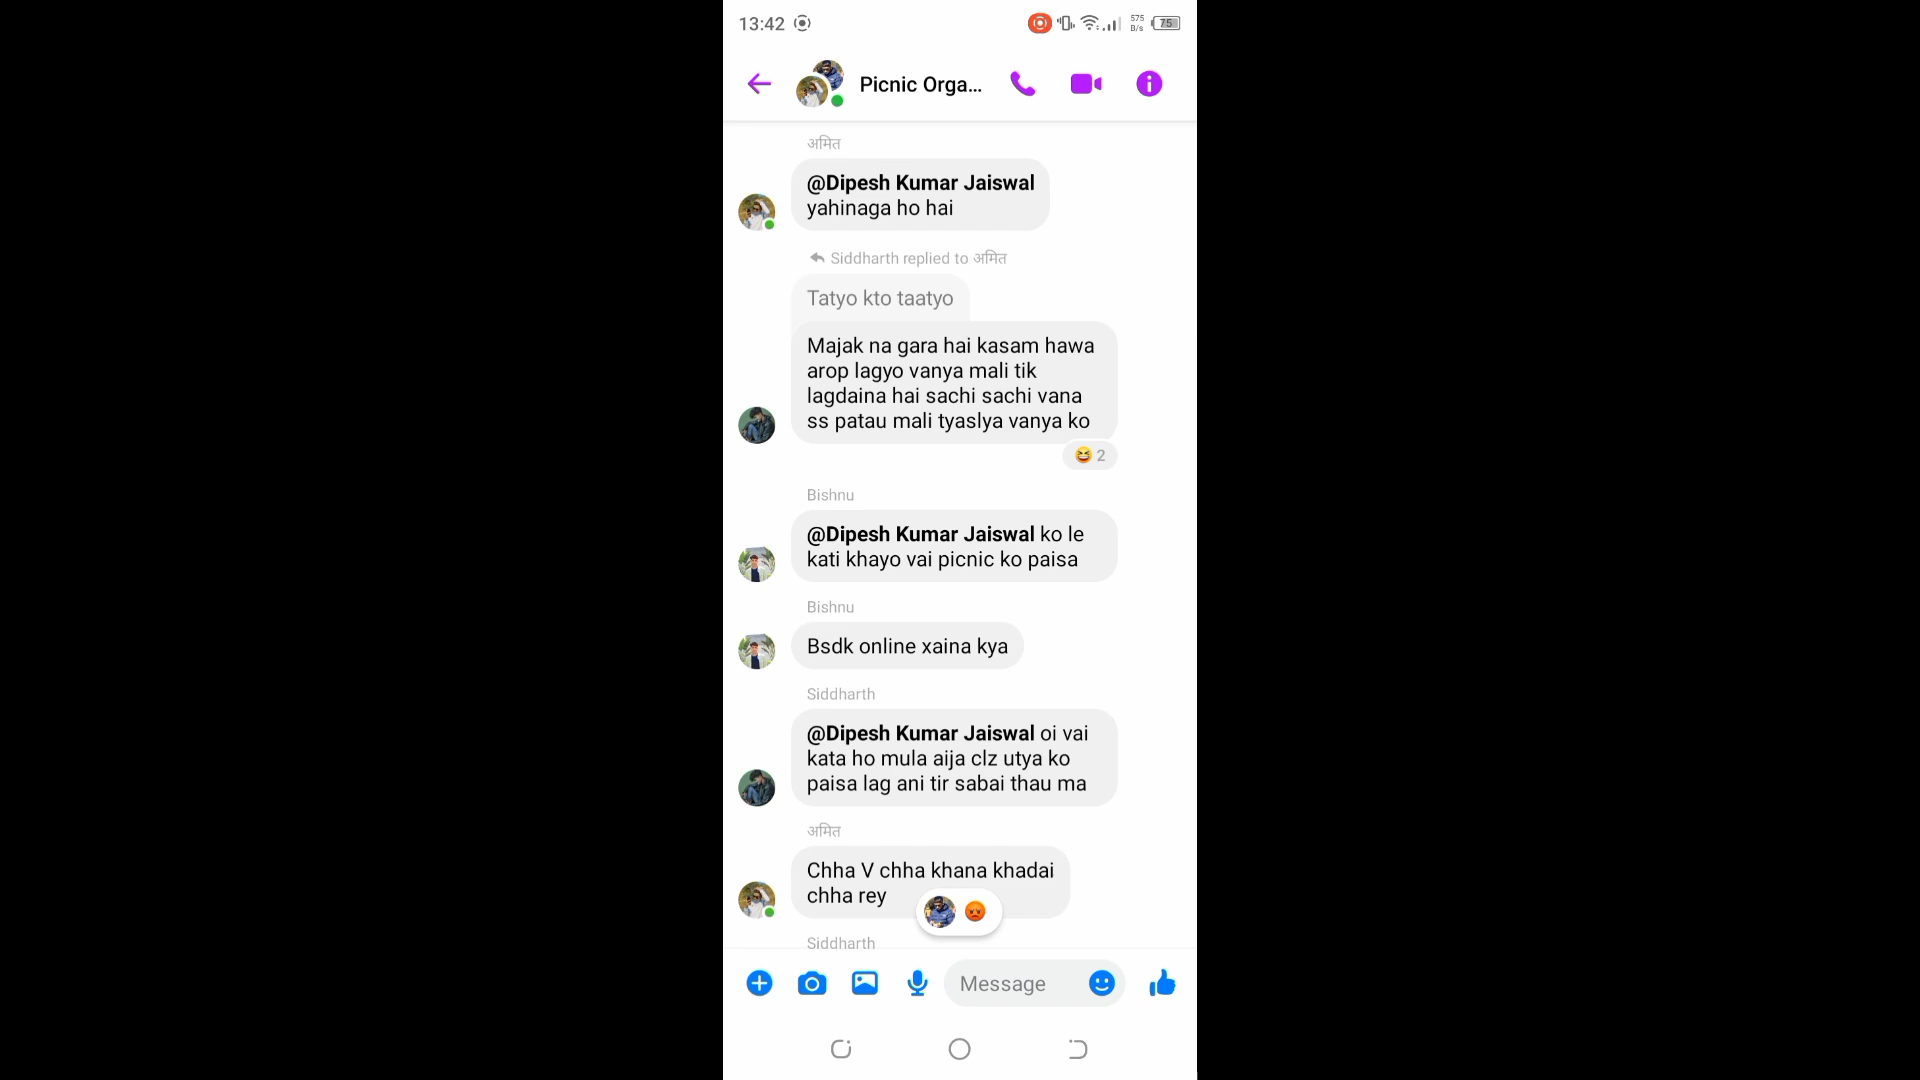 13:42
575
B/s
75
Picnic Orga...
अमित
@Dipesh Kumar Jaiswal
yahinaga ho hai
Siddharth replied to अमित
Tatyo kto taatyo
Majak na gara hai kasam hawa
arop lagyo vanya mali tik
lagdaina hai sachi sachi vana
ss patau mali tyaslya vanya ko
2
Bishnu
@Dipesh Kumar Jaiswal ko le
kati khayo vai picnic ko paisa
Bishnu
Bsdk online xaina kya
Siddharth
@Dipesh Kumar Jaiswal oi vai
kata ho mula aija clz utya ko
paisa lag ani tir sabai thau ma
अमित
Chha V chha khana khadai
chha rey
Siddharth
Message